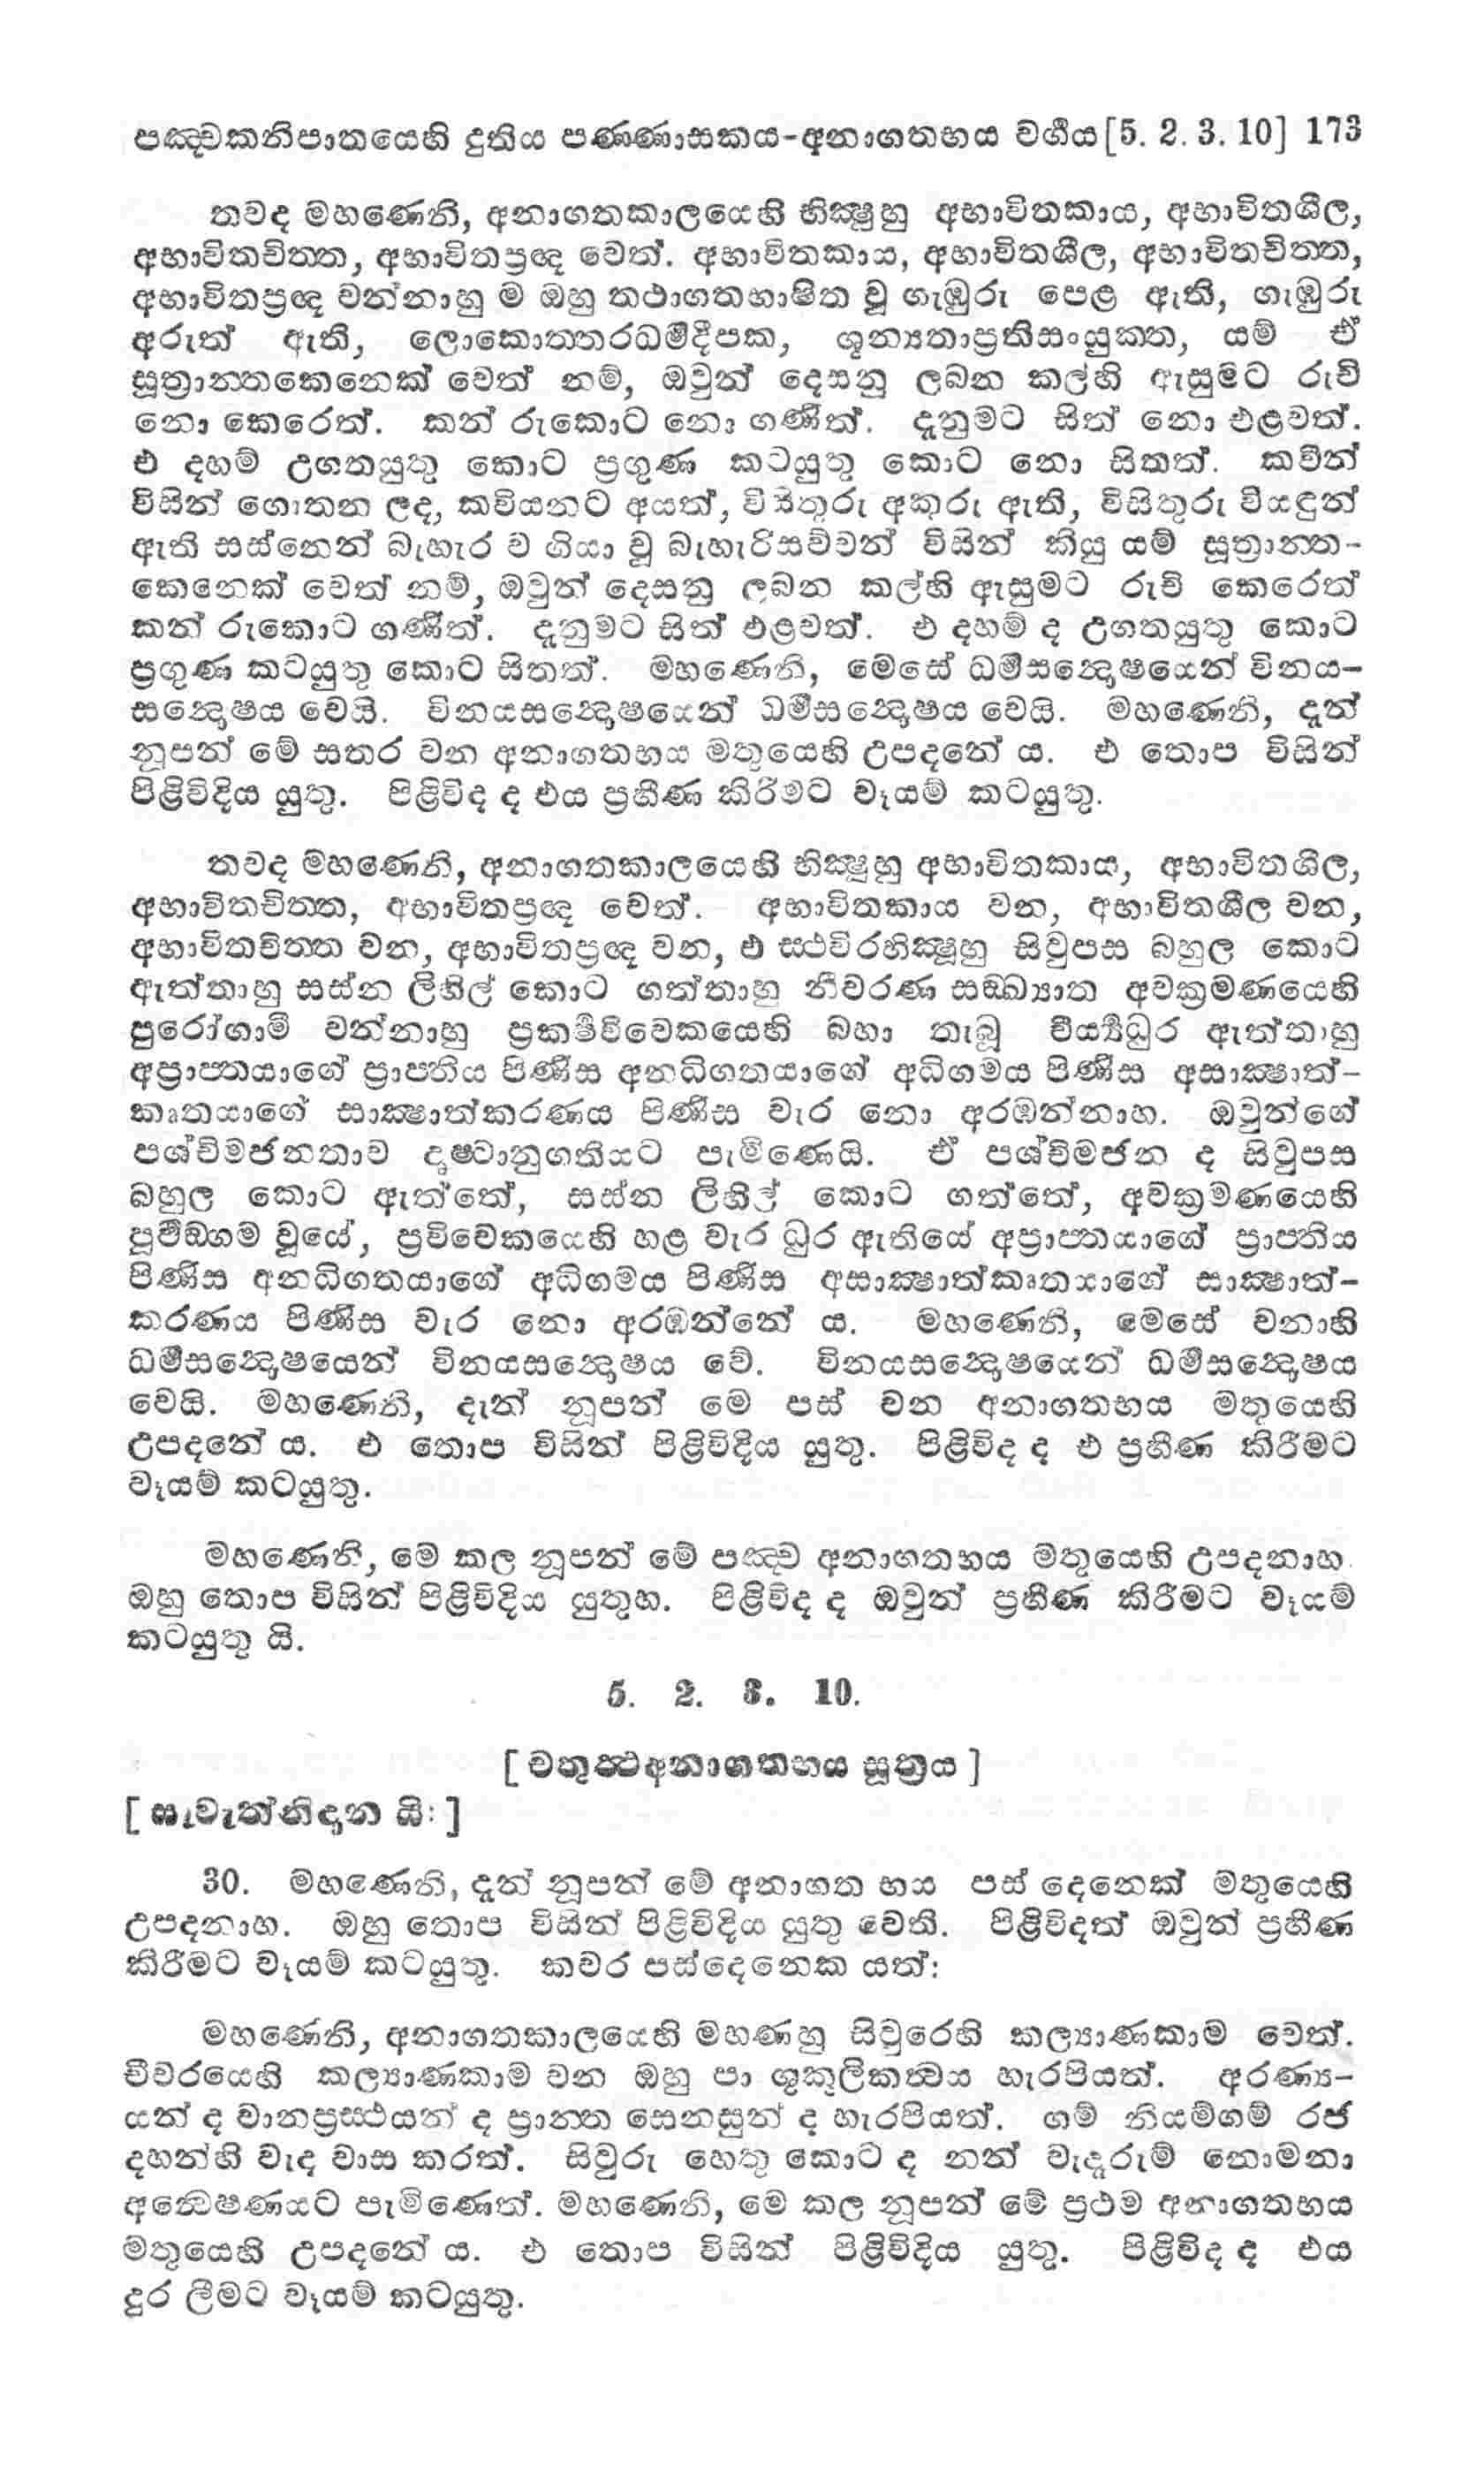 පඤ්චකනිපාතයෙහි දුතිය පණ්ණාසකය-අනාගතභය වර්ගය[5. 2. 3. 10] 173
තවද මහණෙනි, අනාගතකාලයෙහි භික්ෂූහු අභාවිතකාය, අභාවිතශීල,
අභාවිතචිත්ත, අභාවිතප්‍රඥ වෙත්. අභාවිතකාය, අභාවිතශීල, අභාවිතචිත්ත,
අභාවිතප්‍රඥ වන්නාහු ම ඔහු තථාගතභාෂිත වූ ගැඹුරු පෙළ ඇති, ගැඹුරු
අරුත් ඇති, ලොකොත්තරධර්මදීපක, ශූන්‍යතාප්‍රතිසංයුක්ත, යම් ඒ
සූත්‍රාන්තකෙනෙක් වෙත් නම්, ඔවුන් දෙසනු ලබන කල්හි ඇසුමට රුචි
නො කෙරෙත්. කන් රුකොට නො ගණිත්. දැනුමට සිත් නො එළවත්.
එ දහම් උගතයුතු කොට ප්‍රගුණ කටයුතු කොට නො සිතත්. කවීන්
විසින් ගොතන ලද, කවියනට අයත්, විසිතුරු අකුරු ඇති, විසිතුරු වියඳුන්
ඇති සස්නෙන් බැහැර ව ගියා වූ බැහැරිසව්වන් විසින් කියු යම් සූත්‍රාන්ත-
කෙනෙක් වෙත් නම්, ඔවුන් දෙසනු ලබන කල්හි ඇසුමට රුචි කෙරෙත්
කන් රුකොට ගණිත්. දැනුමට සිත් එළවත්. එ දහම් ද උගතයුතු කොට
ප්‍රගුණ කටයුතු කොට සිතත්. මහණෙනි, මෙසේ ධර්මසන්දොෂයෙන් විනය-
සන්දොෂය වෙයි. විනයසන්දොෂයෙන් ධර්මසන්දොෂය වෙයි. මහණෙනි, දැන්
නූපන් මේ සතර වන අනාගතභය මතුයෙහි උපදනේ ය. එ තොප විසින්
පිළිවිදිය යුතු. පිළිවිද ද එය ප්‍රහීණ කිරීමට වෑයම් කටයුතු.
තවද මහණෙනි, අනාගතකාලයෙහි භික්ෂූහු අභාවිතකාය, අභාවිතශීල,
අභාවිතචිත්ත, අභාවිතප්‍රඥ වෙත්. අභාවිතකාය වන, අභාවිතශීල වන,
අභාවිතචිත්ත වන, අභාවිතප්‍රඥ වන, එ ස්ථවිරභික්ෂූහු සිවුපස බහුල කොට
ඇත්තාහු සස්න ලිහිල් කොට ගත්තාහු නීවරණ සඞ්ඛ්‍යාත අවක්‍රමණයෙහි
පුරෝගාමී වන්නාහු ප්‍රකර්ෂවිවෙකයෙහි බහා තැබූ වීර්‍ය්‍යධුර ඇත්තාහු
අප්‍රාප්තයාගේ ප්‍රාප්තිය පිණිස අනධිගතයාගේ අධිගමය පිණිස අසාක්ෂාත්-
කෘතයාගේ සාක්ෂාත්කරණය පිණිස වැර නො අරඹන්නාහ. ඔවුන්ගේ
පශ්චිමජනතාව දෘෂ්ටානුගතියට පැමිණෙයි. ඒ පශ්චිමජන ද සිවුපස
බහුල කොට ඇත්තේ, සස්න ලිහිල් කොට ගත්තේ, අවක්‍රමණයෙහි
පූර්වඞ්ගම වූයේ, ප්‍රවිවෙකයෙහි හළ වැර ධුර ඇතියේ අප්‍රාප්තයාගේ ප්‍රාප්තිය
පිණිස අනධිගතයාගේ අධිගමය පිණිස අසාක්ෂාත්කෘතයාගේ සාක්ෂාත්-
කරණය පිණිස වැර නො අරඹන්නේ ය. මහණෙනි, මෙසේ වනාහි
ධර්මසන්දොෂයෙන් විනයසන්දොෂය වේ. විනයසන්දොෂයෙන් ධර්මසන්දොෂය
වෙයි. මහණෙනි, දැන් නූපන් මෙ පස් වන අනාගතභය මතුයෙහි
උපදනේ ය. එ තොප විසින් පිළිවිදිය යුතු. පිළිවිද ද එ ප්‍රහීණ කිරීමට
වෑයම් කටයුතු.
මහණෙනි, මෙ කල නූපන් මේ පඤ්ච අනාගතභය මතුයෙහි උපදනාහ.
ඔහු තොප විසින් පිළිවිදිය යුතුහ. පිළිවිද ද ඔවුන් ප්‍රහීණ කිරීමට වෑයම්
කටයුතු යි.
5. 2. 3. 10.
[ චතුත්ථඅනාගතභය සූත්‍රය ]
[ සැවැත්නිදාන යි: ]
30. මහණෙනි, දැන් නූපන් මේ අනාගත භය පස් දෙනෙක් මතුයෙහි
උපදනාහ. ඔහු තොප විසින් පිළිවිදිය යුතු වෙති. පිළිවිදත් ඔවුන් ප්‍රහීණ
කිරීමට වෑයම් කටයුතු. කවර පස්දෙනෙක යත්:
මහණෙනි, අනාගතකාලයෙහි මහණහු සිවුරෙහි කල්‍යාණකාම වෙත්.
චීවරයෙහි කල්‍යාණකාම වන ඔහු පාංශුකූලිකත්වය හැරපියත්. අරණ්‍ය-
යන් ද වානප්‍රස්ථයන් ද ප්‍රාන්ත සෙනසුන් ද හැරපියත්. ගම් නියම්ගම් රජ
දහන්හි වැද වාස කරත්. සිවුරු හෙතු කොට ද නන් වැදෑරුම් නොමනා
අන්වෙෂණයට පැමිණෙත්. මහණෙනි, මෙ කල නූපන් මේ ප්‍රථම අනාගතභය
මතුයෙහි උපදනේ ය. එ තොප විසින් පිළිවිදිය යුතු. පිළිවිද ද එය
දුර ලීමට වෑයම් කටයුතු.